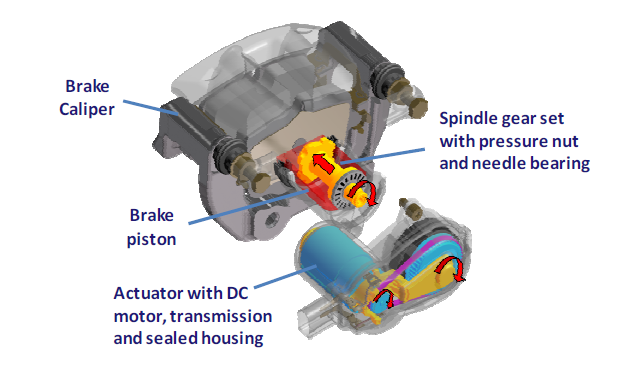 Brake
Caliper
Spindle gear set
with pressure nut
and needle bearing
Brake
piston
Actuator with DC
motor, transmission
and sealed housing